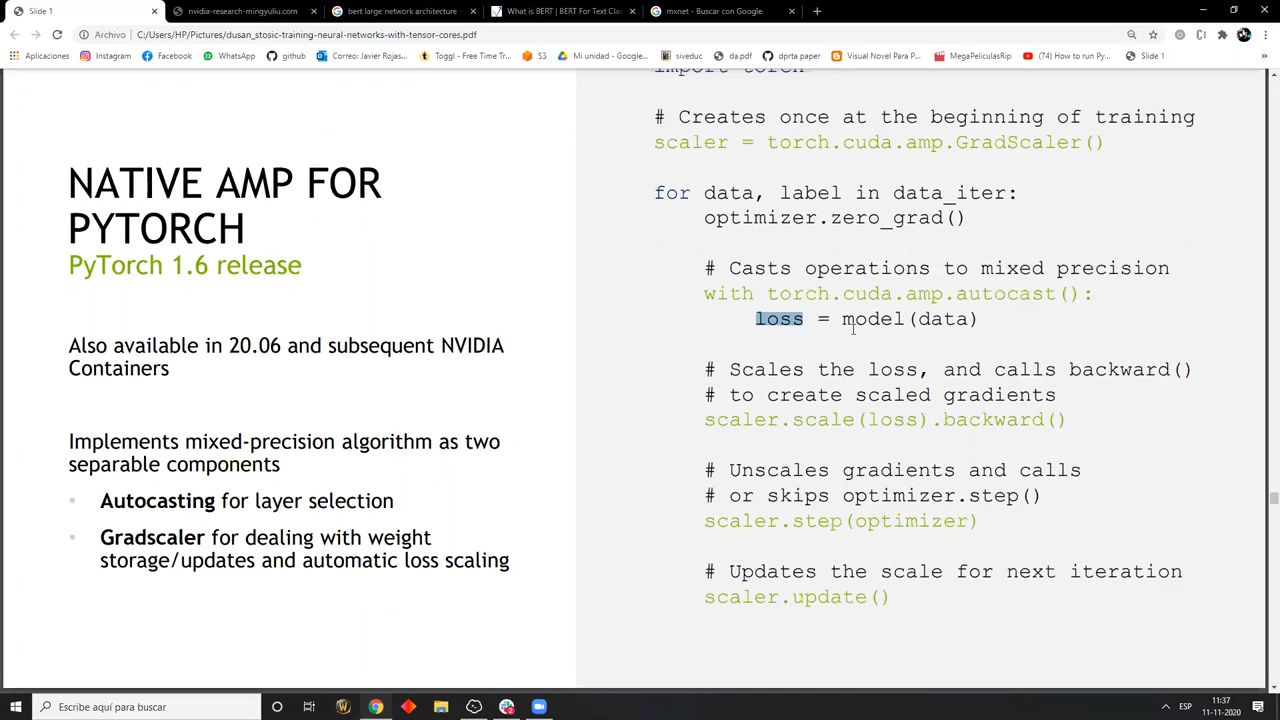 Slide 1
nvidia-research-mingyuliu.com
bert large network architecture -
What is BERT | BERT For Text Clas
mxnet - Buscar con Google
Archivo | C:/Users/HP/Pictures/dusan_stosic-training-neural-networks-with-tensor-cores.pdf
Aplicaciones
Instagram
Facebook
WhatsApp
github
Correo: Javier Rojas...
Toggl - Free Time Tr...
S3
Mi unidad - Google...
siveduc
da.pdf
dprta paper
Visual Novel Para P...
MegaPeliculasRip
(74) How to run Py...
Slide 1
NATIVE AMP FOR
PYTORCH
PyTorch 1.6 release
Also available in 20.06 and subsequent NVIDIA
Containers
Implements mixed-precision algorithm as two
separable components
• Autocasting for layer selection
• Gradscaler for dealing with weight
storage/updates and automatic loss scaling
import torch
# Creates once at the beginning of training
scaler = torch.cuda.amp.GradScaler()
for data, label in data_iter:
optimizer.zero_grad()
# Casts operations to mixed precision
with torch.cuda.amp.autocast():
loss = model(data)
# Scales the loss, and calls backward()
# to create scaled gradients
scaler.scale(loss).backward()
# Unscales gradients and calls
# or skips optimizer.step()
scaler.step(optimizer)
# Updates the scale for next iteration
scaler.update()
Escribe aquí para buscar
ESP
11:37
11-11-2020